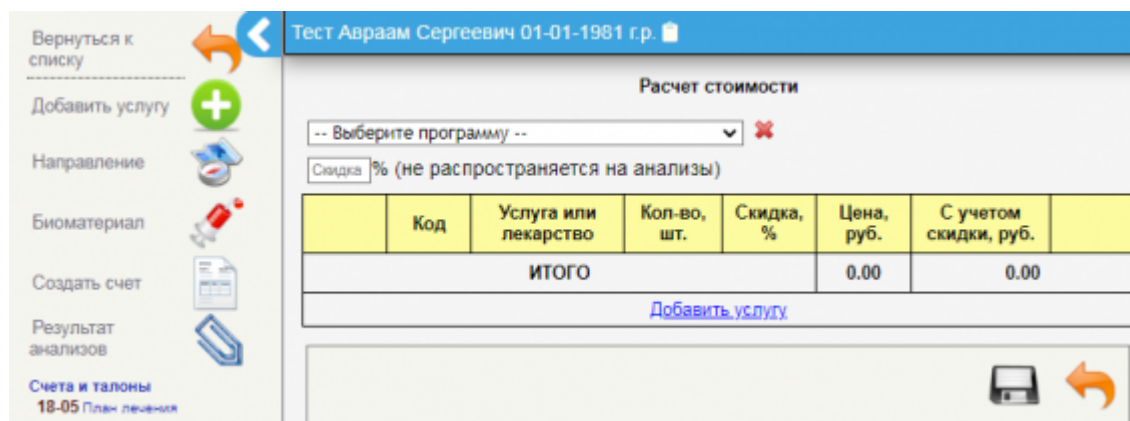 Вернуться к
списку
Добавить услугу
Направление
Биоматериал
Создать счет
Результат
анализов
Счета и талоны
18-05 План лечения
Тест Авраам Сергеевич 01-01-1981 г.р.
Расчет стоимости
-- Выберите программу --
Скидка % (не распространяется на анализы)
Код
Услуга или
лекарство
Кол-во,
шт.
Скидка,
%
Цена,
руб.
С учетом
скидки, руб.
ИТОГО 0.00 0.00
Добавить услугу